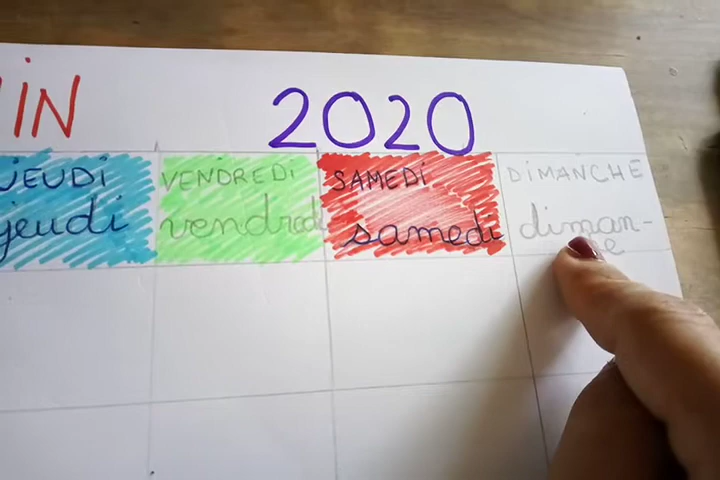 IN 2020
JEUDI VENDREDI SAMEDI DIMANCHE
jeudi vendredi samedi diman-
e